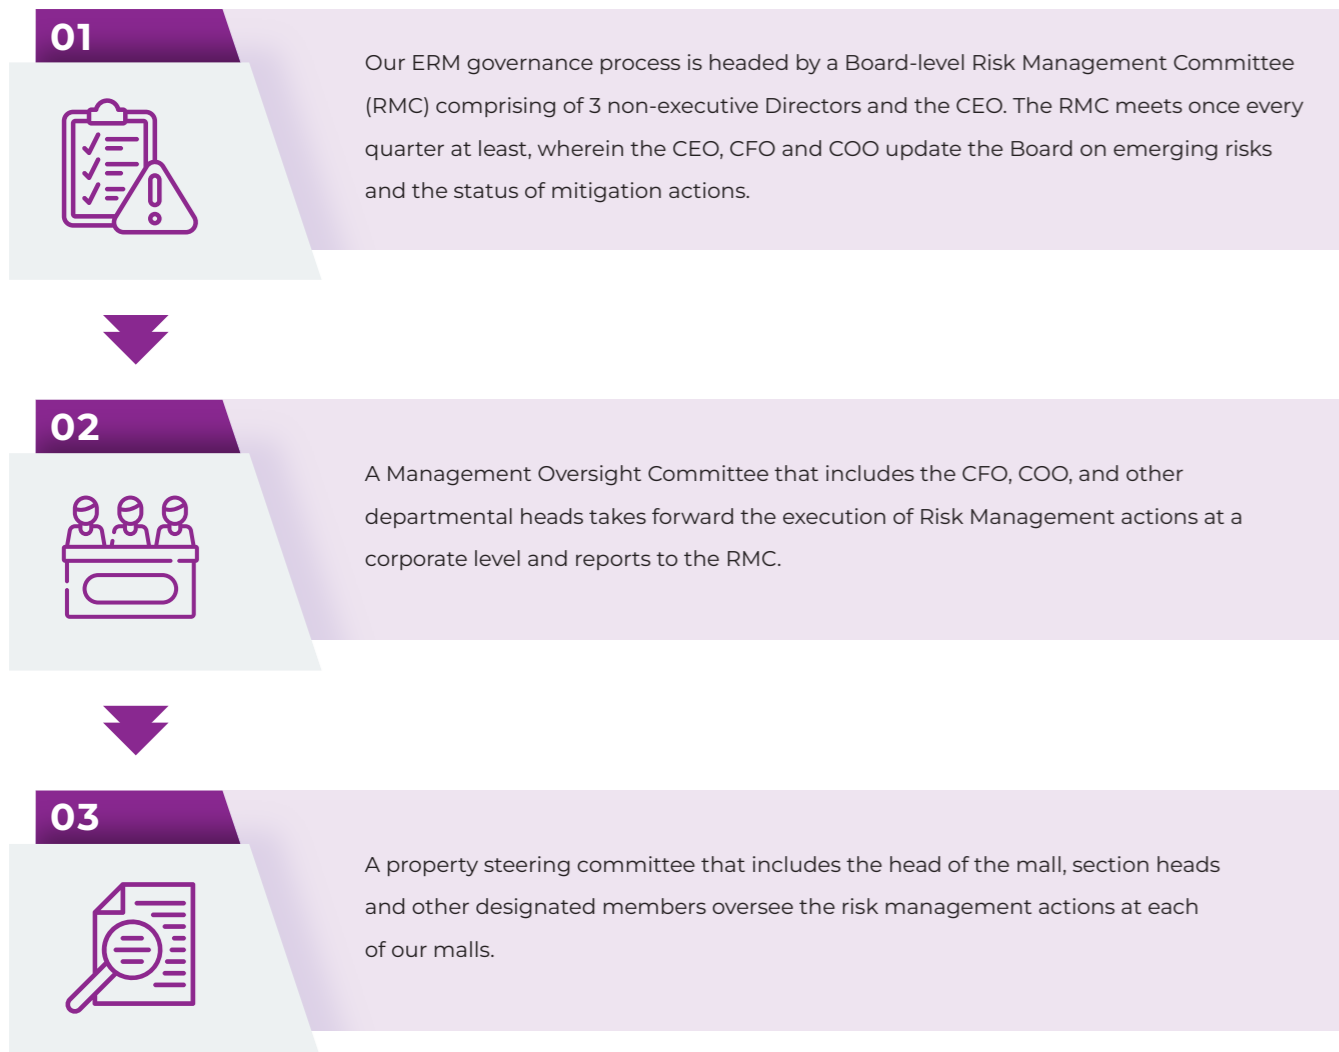 01
Our ERM governance process is headed by a Board-level Risk Management Committee
(RMC) comprising of 3 non-executive Directors and the CEO. The RMC meets once every
quarter at least, wherein the CEO, CFO and COO update the Board on emerging risks
and the status of mitigation actions.
02
A Management Oversight Committee that includes the CFO, COO, and other
departmental heads takes forward the execution of Risk Management actions at a
corporate level and reports to the RMC.
03
A property steering committee that includes the head of the mall, section heads
and other designated members oversee the risk management actions at each
of our malls.